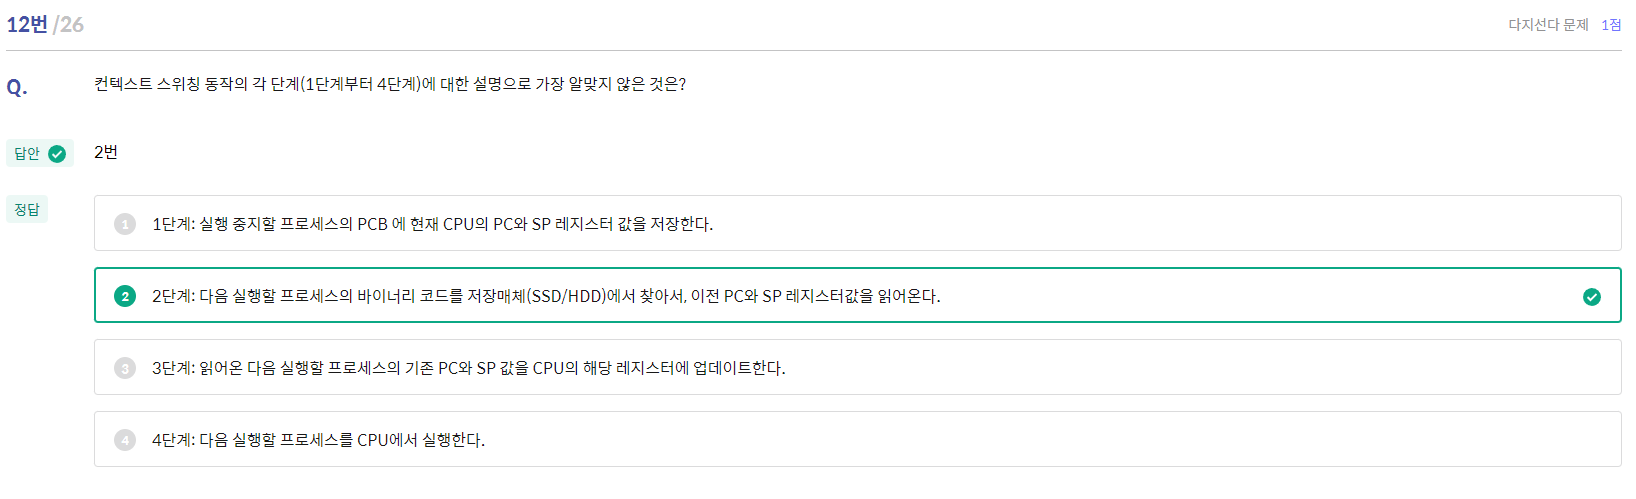 12번 /26
다지선다 문제 1점
Q. 컨텍스트 스위칭 동작의 각 단계(1단계부터 4단계)에 대한 설명으로 가장 알맞지 않은 것은?
답안 2번
정답
1 1단계: 실행 중지할 프로세스의 PCB 에 현재 CPU의 PC와 SP 레지스터 값을 저장한다.
2 2단계: 다음 실행할 프로세스의 바이너리 코드를 저장매체(SSD/HDD)에서 찾아서, 이전 PC와 SP 레지스터값을 읽어온다.
3 3단계: 읽어온 다음 실행할 프로세스의 기존 PC와 SP 값을 CPU의 해당 레지스터에 업데이트한다.
4 4단계: 다음 실행할 프로세스를 CPU에서 실행한다.